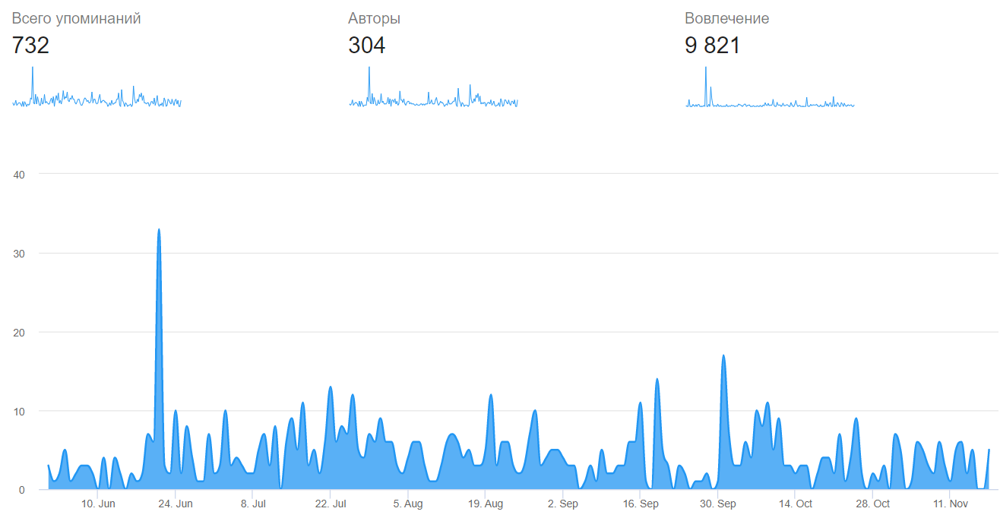 Всего упоминаний
Авторы
Вовлечение
732
304
9 821
40
30
20
10
0
10. Jun
24. Jun
8. Jul
22. Jul
5. Aug
19. Aug
2. Sep
16. Sep
30. Sep
14. Oct
28. Oct
11. Nov